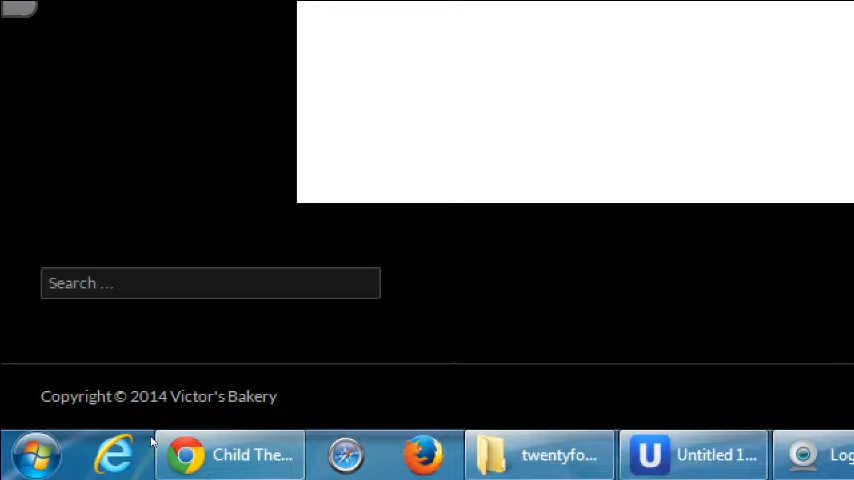 Search ...
Copyright © 2014 Victor's Bakery
Child The...
twentyfo...
Untitled 1...
Log